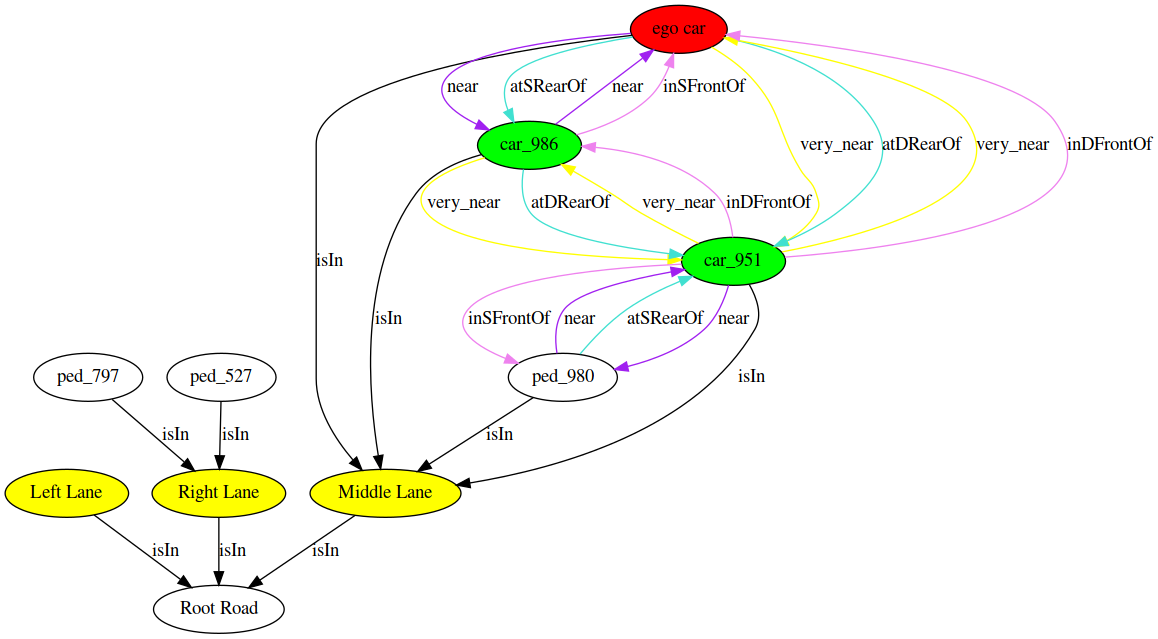 ego car
near
atSRearOf
near
inSFrontOf
car_986
very_near
atDRearOf
very_near
inDFrontOf
very_near
atDRearOf
very_near
inDFrontOf
isIn
car_951
isIn
inSFrontOf
near
atSRearOf
near
ped_797
ped_527
ped_980
isIn
isIn
isIn
isIn
Left Lane
Right Lane
Middle Lane
isIn
isIn
isIn
Root Road